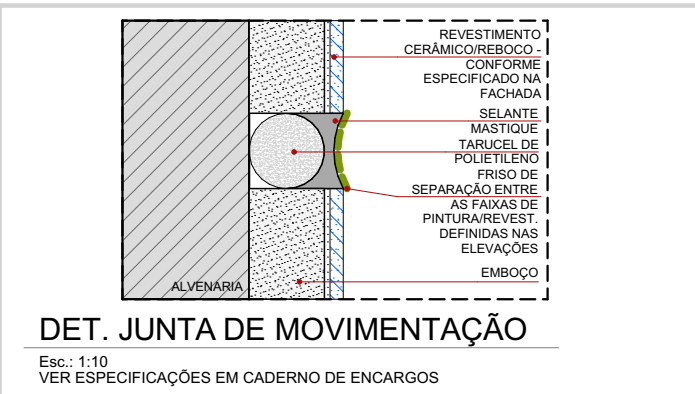 REVESTIMENTO
CERÂMICO/REBOCO -
CONFORME
ESPECIFICADO NA
FACHADA
SELANTE
MASTIQUE
TARUCEL DE
POLIETILENO
FRISO DE
SEPARAÇÃO ENTRE
AS FAIXAS DE
PINTURA/REVEST.
DEFINIDAS NAS
ELEVAÇÕES
EMBOÇO
ALVENARIA
DET. JUNTA DE MOVIMENTAÇÃO
Esc.: 1:10
VER ESPECIFICAÇÕES EM CADERNO DE ENCARGOS